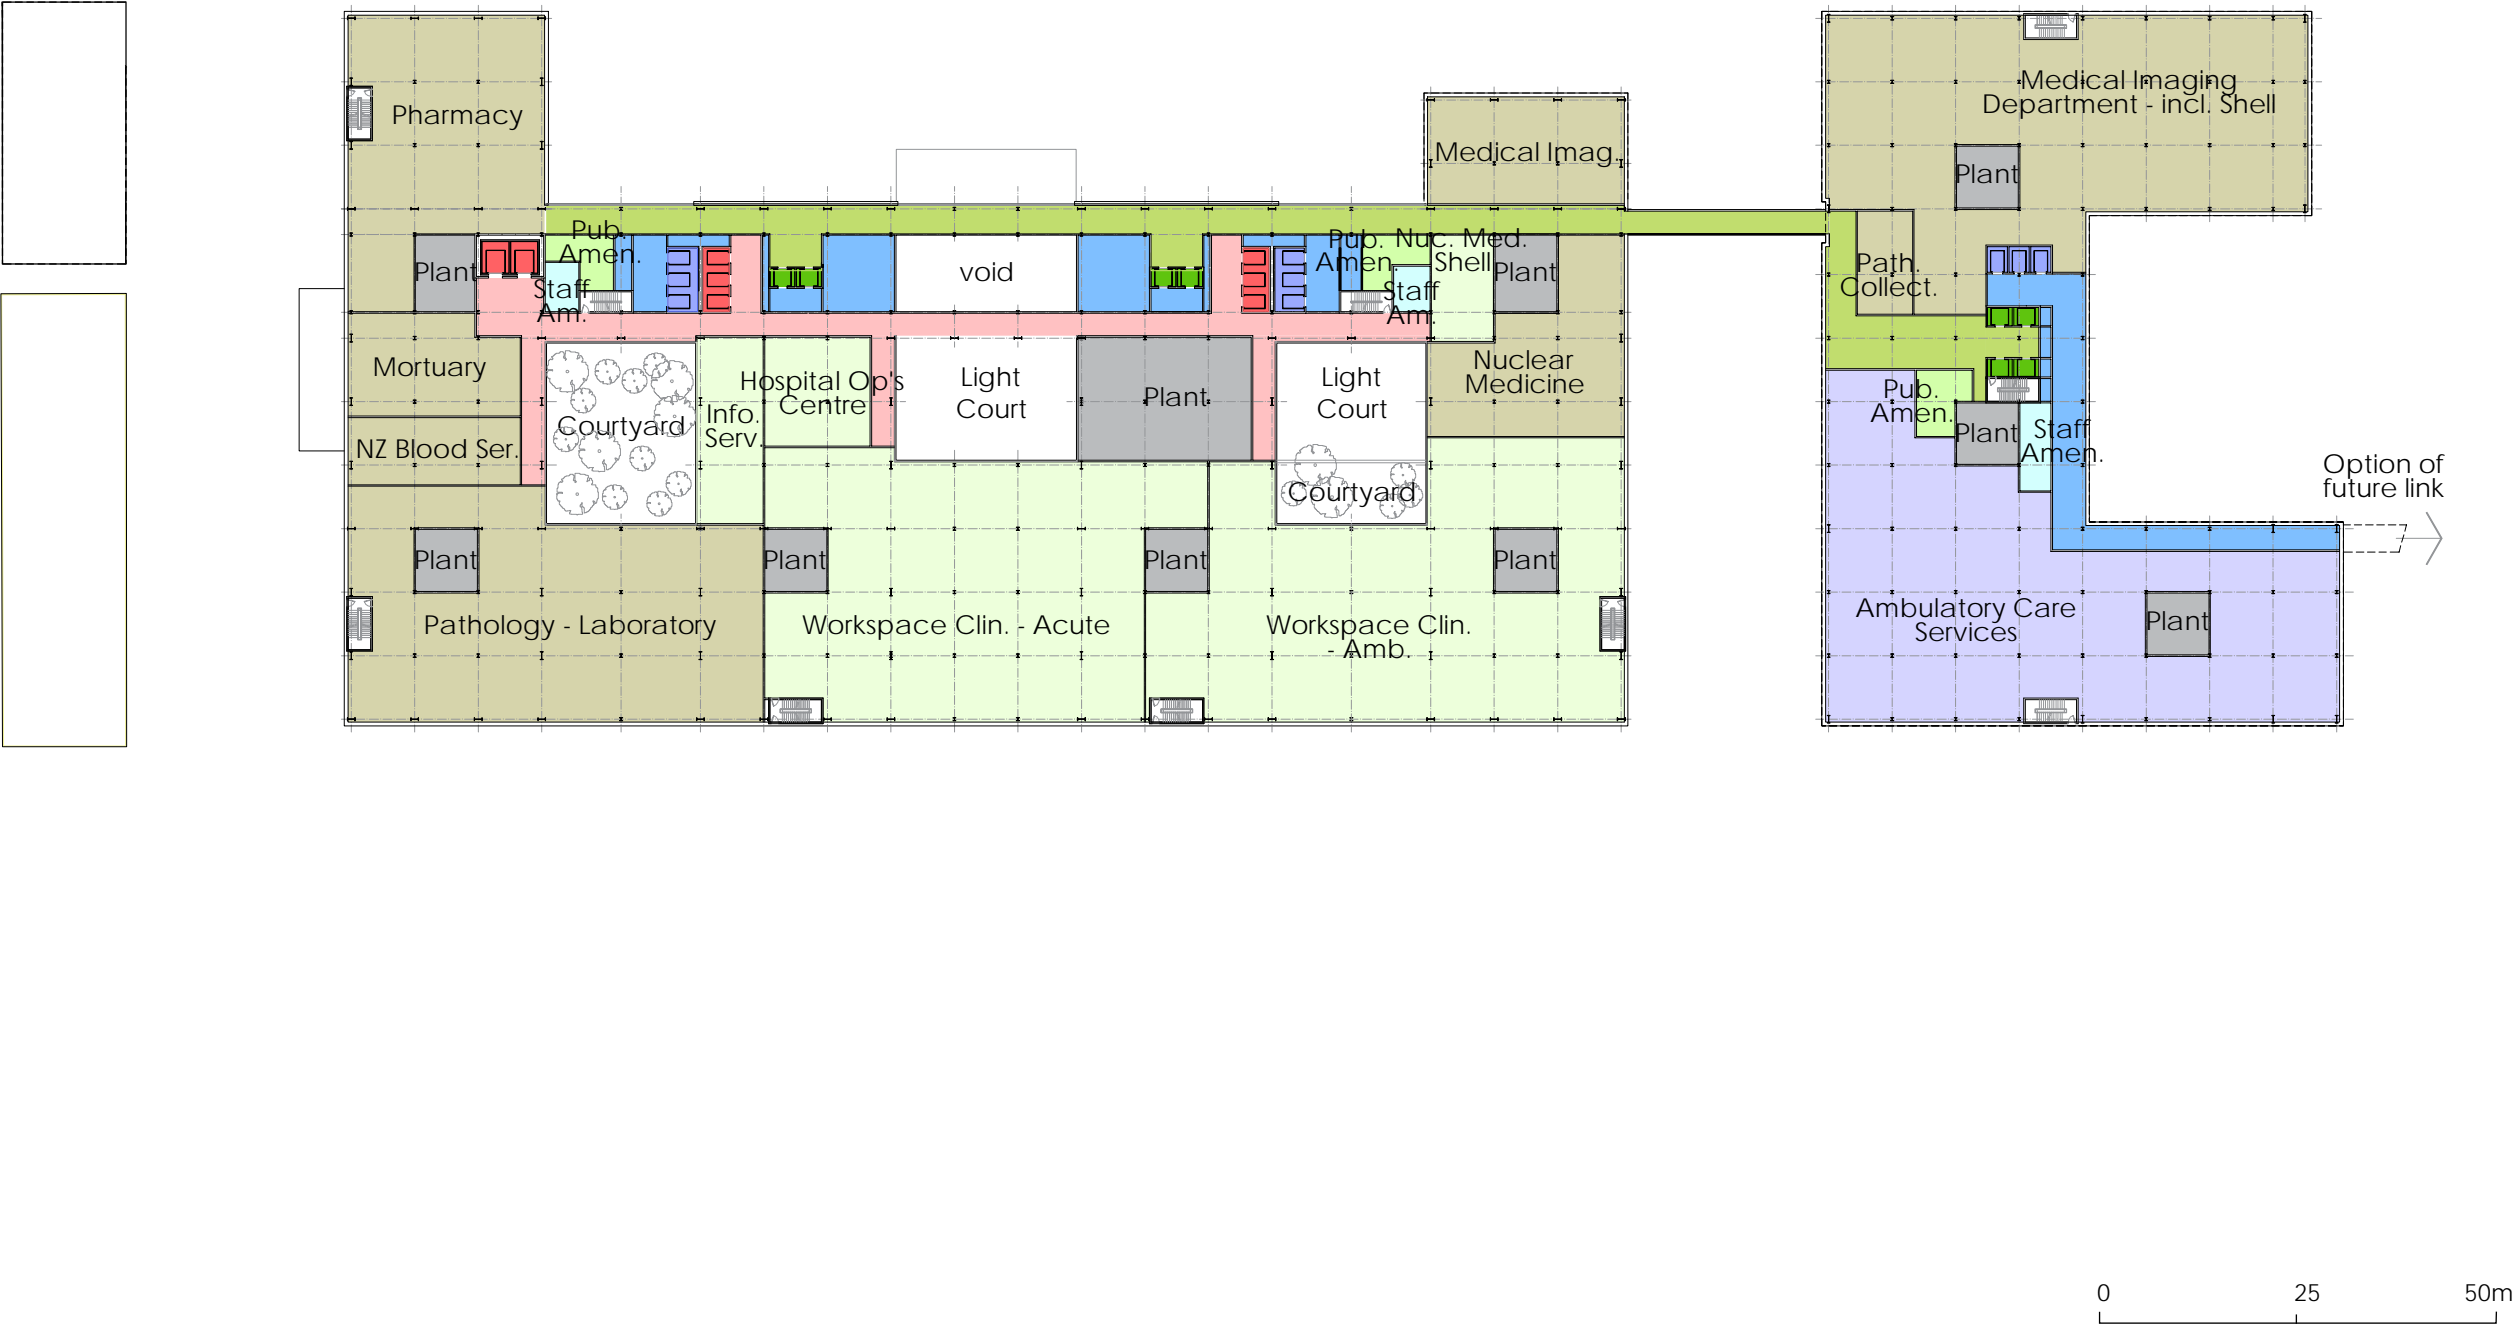 Pharmacy
Medical Imaging
Department - incl. Shell
Medical Imag.
Plant
Pub.
Amen.
Plant
Staff
Am.
void
Pub.
Amen.
Nuc. Med.
Shell
Plant
Staff
Am.
Path.
Collect.
Mortuary
NZ Blood Ser.
Courtyard
Info.
Serv.
Hospital Op's
Centre
Light
Court
Plant
Light
Court
Courtyard
Nuclear
Medicine
Pub.
Amen.
Plant
Staff
Amen.
Option of
future link
Plant
Plant
Plant
Plant
Pathology - Laboratory
Workspace Clin. - Acute
Workspace Clin.
- Amb.
Ambulatory Care
Services
Plant
0 25 50m